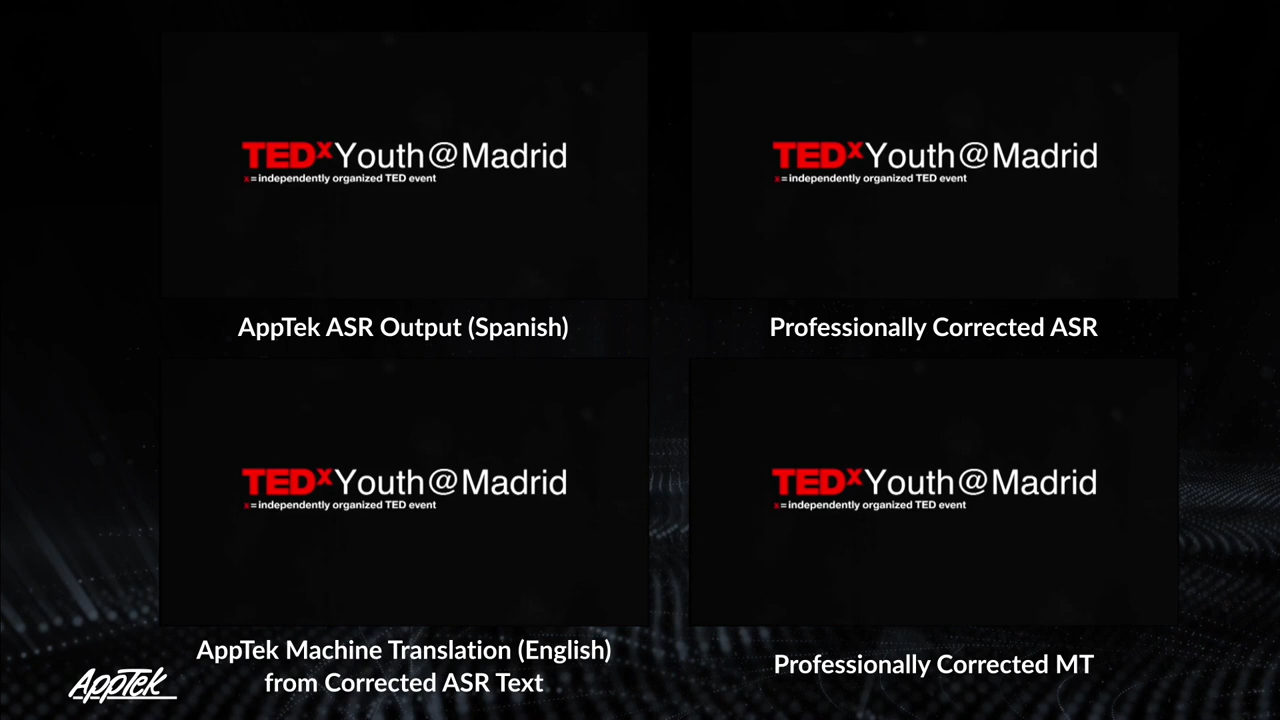 TEDxYouth@Madrid
x=independently organized TED event
TEDxYouth@Madrid
x=independently organized TED event
AppTek ASR Output (Spanish)
Professionally Corrected ASR
TEDxYouth@Madrid
x=independently organized TED event
TEDxYouth@Madrid
x=independently organized TED event
AppTek Machine Translation (English)
from Corrected ASR Text
Professionally Corrected MT
AppTek